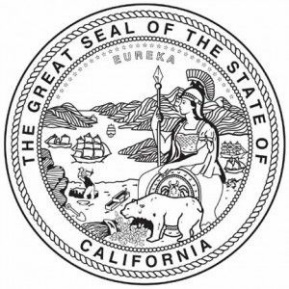 THE GREAT SEAL OF THE STATE OF
EUREKA
CALIFORNIA